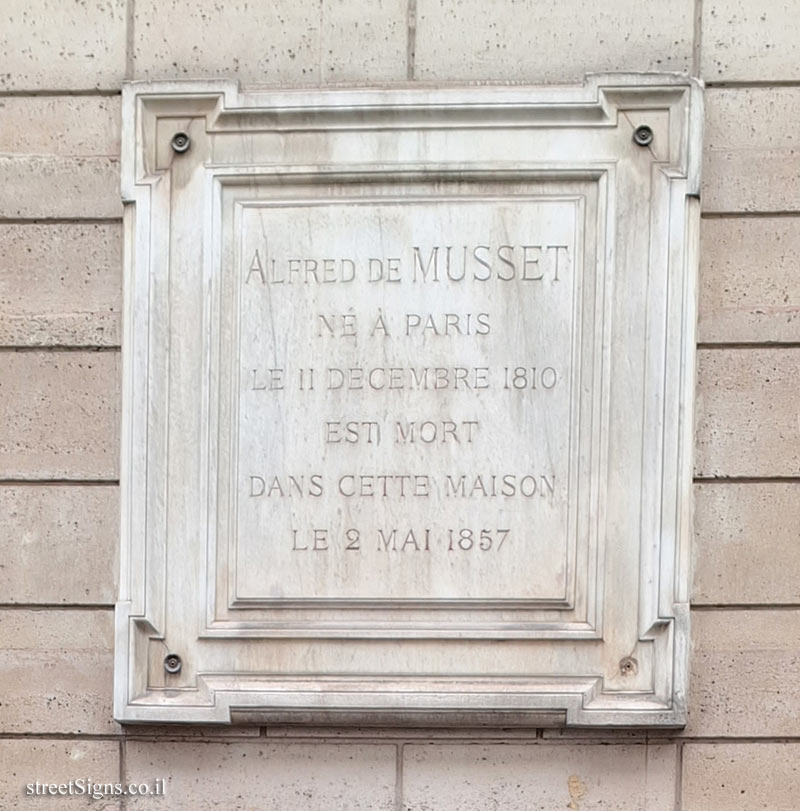 ALFRED DE MUSSET
NÉ À PARIS
LE 11 DÉCEMBRE 1810
EST MORT
DANS CETTE MAISON
LE 2 MAI 1857
streetSigns.co.il